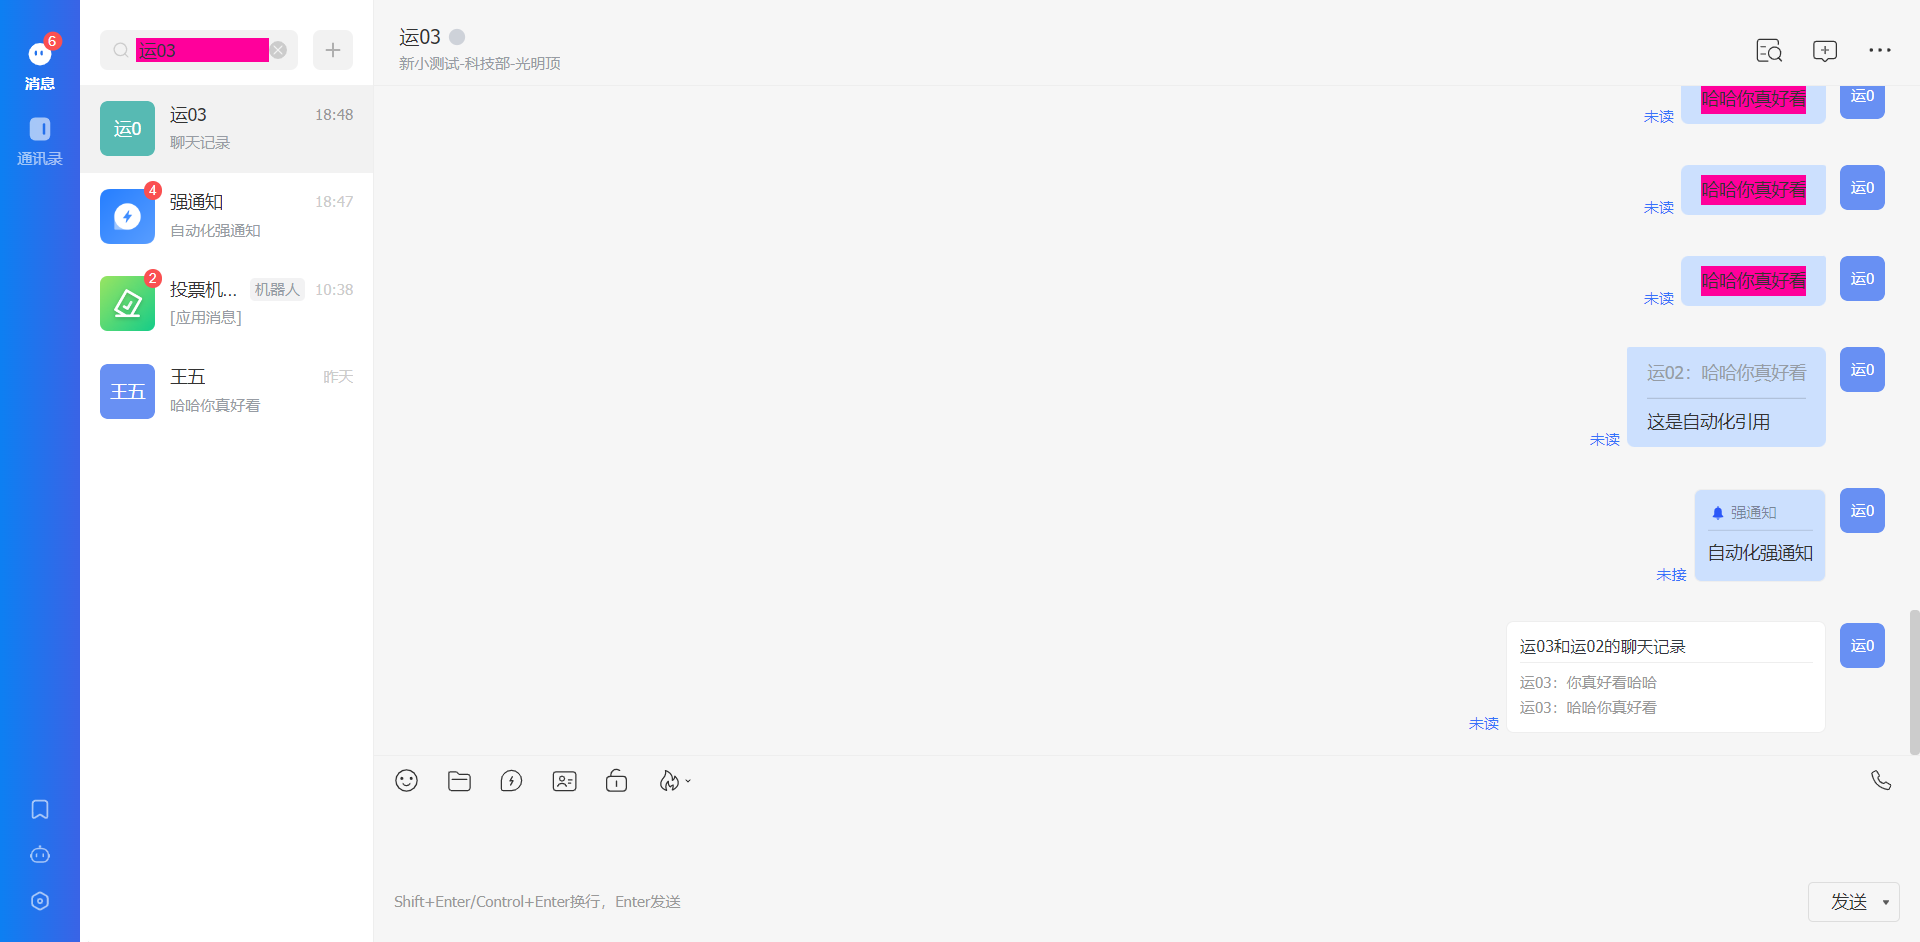 6
消息
通讯录
运03
运0
运03
18:48
聊天记录
4
强通知
18:47
自动化强通知
2
投票机...
机器人
10:38
[应用消息]
王五
王五
昨天
哈哈你真好看
运03
新小测试-科技部-光明顶
哈哈你真好看
运0
未读
哈哈你真好看
运0
未读
哈哈你真好看
运0
未读
运02：哈哈你真好看
运0
这是自动化引用
未读
强通知
运0
自动化强通知
未接
运03和运02的聊天记录
运0
运03：你真好看哈哈
运03：哈哈你真好看
未读
Shift+Enter/Control+Enter换行，Enter发送
发送